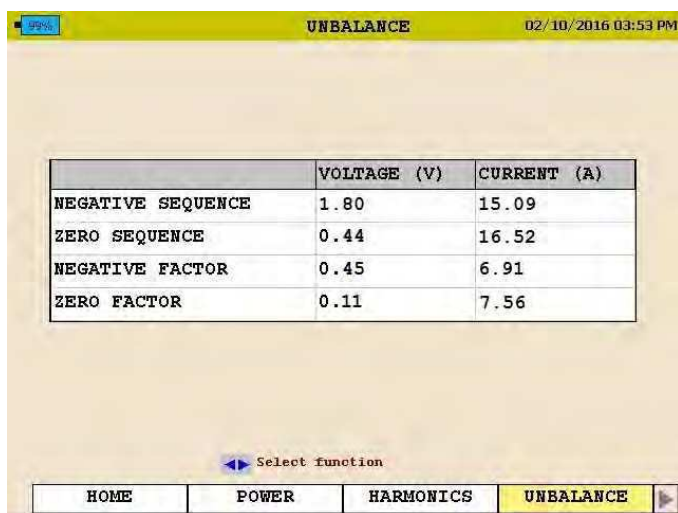 99% UNBALANCE 02/10/2016 03:53 PM
VOLTAGE (V) CURRENT (A)
NEGATIVE SEQUENCE 1.80 15.09
ZERO SEQUENCE 0.44 16.52
NEGATIVE FACTOR 0.45 6.91
ZERO FACTOR 0.11 7.56
Select function
HOME POWER HARMONICS UNBALANCE